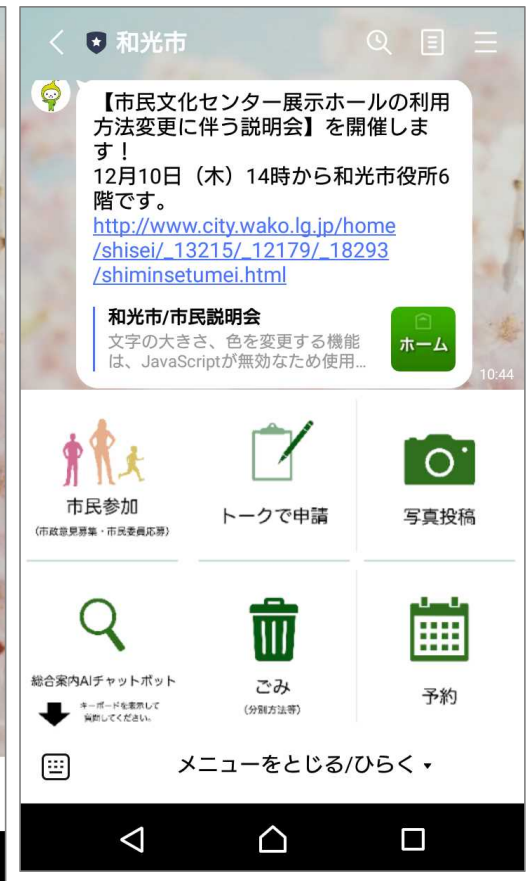 和光市
【市民文化センター展示ホールの利用
方法変更に伴う説明会】を開催しま
す！
12月10日（木）14時から和光市役所6
階です。
http://www.city.wako.lg.jp/home
/shisei/_13215/_12179/_18293
/shiminsetumei.html
和光市/市民説明会
文字の大きさ、色を変更する機能
は、JavaScriptが無効なため使用...
ホーム
10:44
市民参加
(市政意見募集・市民委員応募)
トークで申請
写真投稿
総合案内AIチャットボット
キーボードを表示して
質問してください。
ごみ
(分別方法等)
予約
メニューをとじる/ひらく ▾